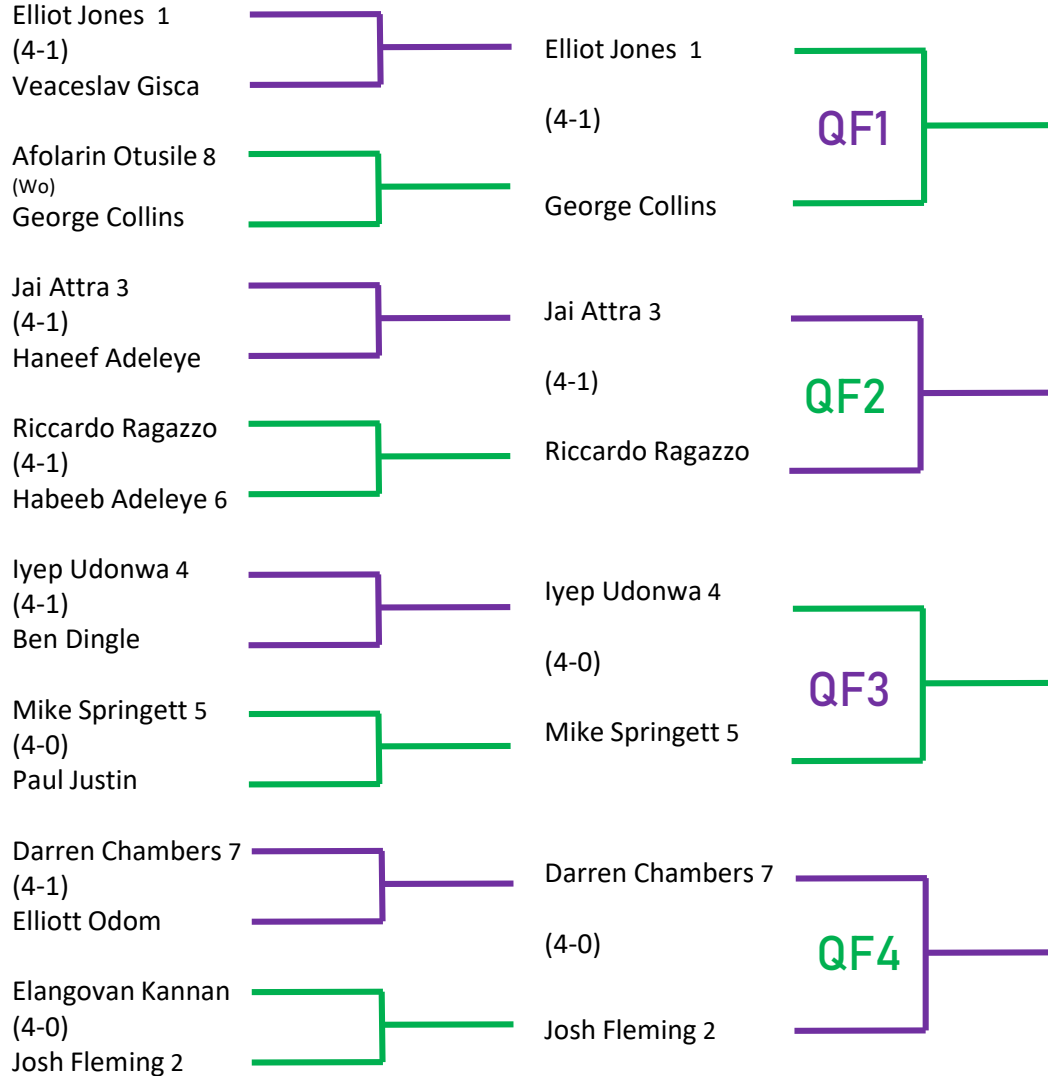 Elliot Jones 1
(4-1)
Veaceslav Gisca
Afolarin Otusile 8
(Wo)
George Collins
Jai Attra 3
(4-1)
Haneef Adeleye
Riccardo Ragazzo
(4-1)
Habeeb Adeleye 6
Iyep Udonwa 4
(4-1)
Ben Dingle
Mike Springett 5
(4-0)
Paul Justin
Darren Chambers 7
(4-1)
Elliott Odom
Elangovan Kannan
(4-0)
Josh Fleming 2
Elliot Jones 1
(4-1)
QF1
George Collins
Jai Attra 3
(4-1)
QF2
Riccardo Ragazzo
Iyep Udonwa 4
(4-0)
QF3
Mike Springett 5
Darren Chambers 7
(4-0)
QF4
Josh Fleming 2